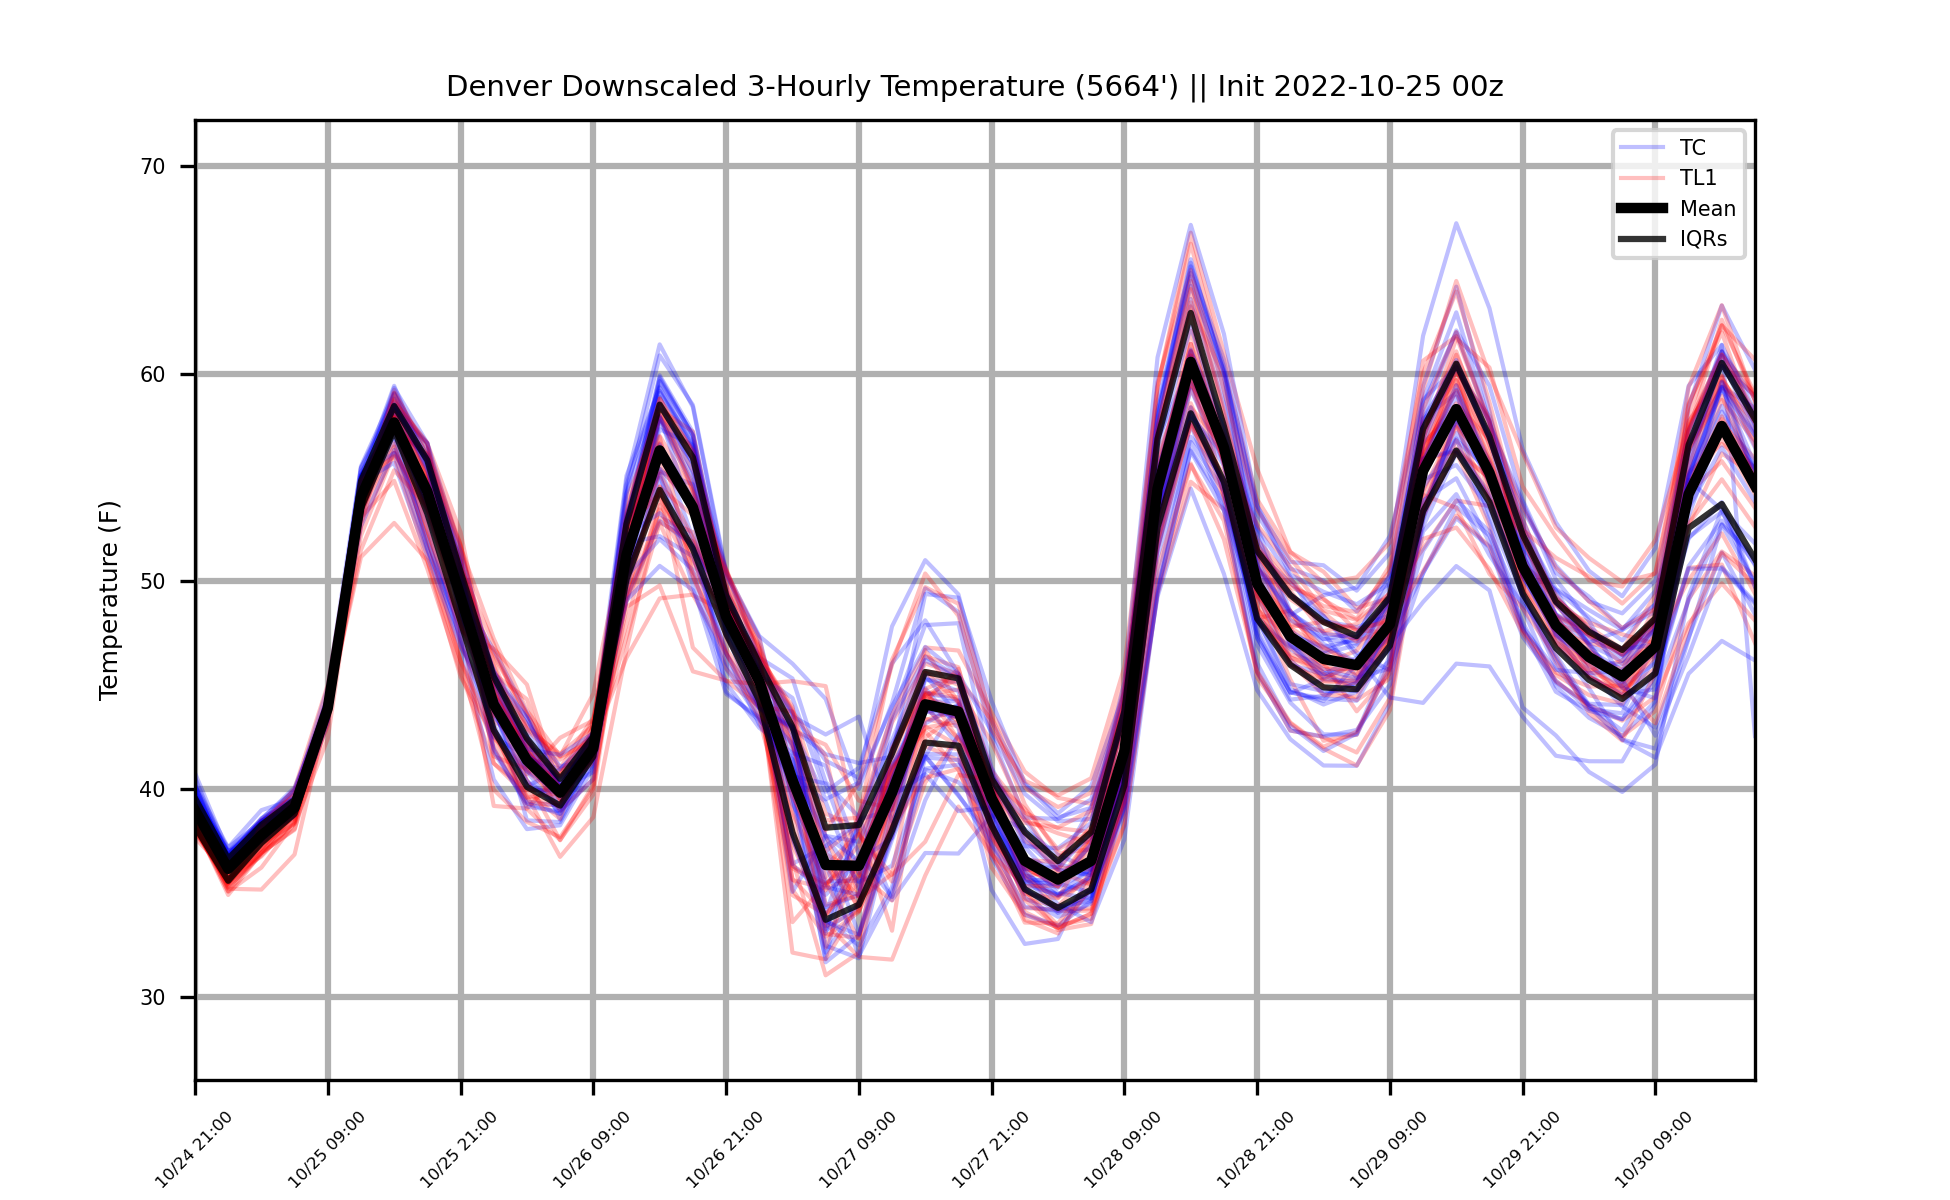 Denver Downscaled 3-Hourly Temperature (5664') || Init 2022-10-25 00z
TC
TL1
Mean
IQRs
Temperature (F)
70
60
50
40
30
10/24 21:00
10/25 09:00
10/25 21:00
10/26 09:00
10/26 21:00
10/27 09:00
10/27 21:00
10/28 09:00
10/28 21:00
10/29 09:00
10/29 21:00
10/30 09:00